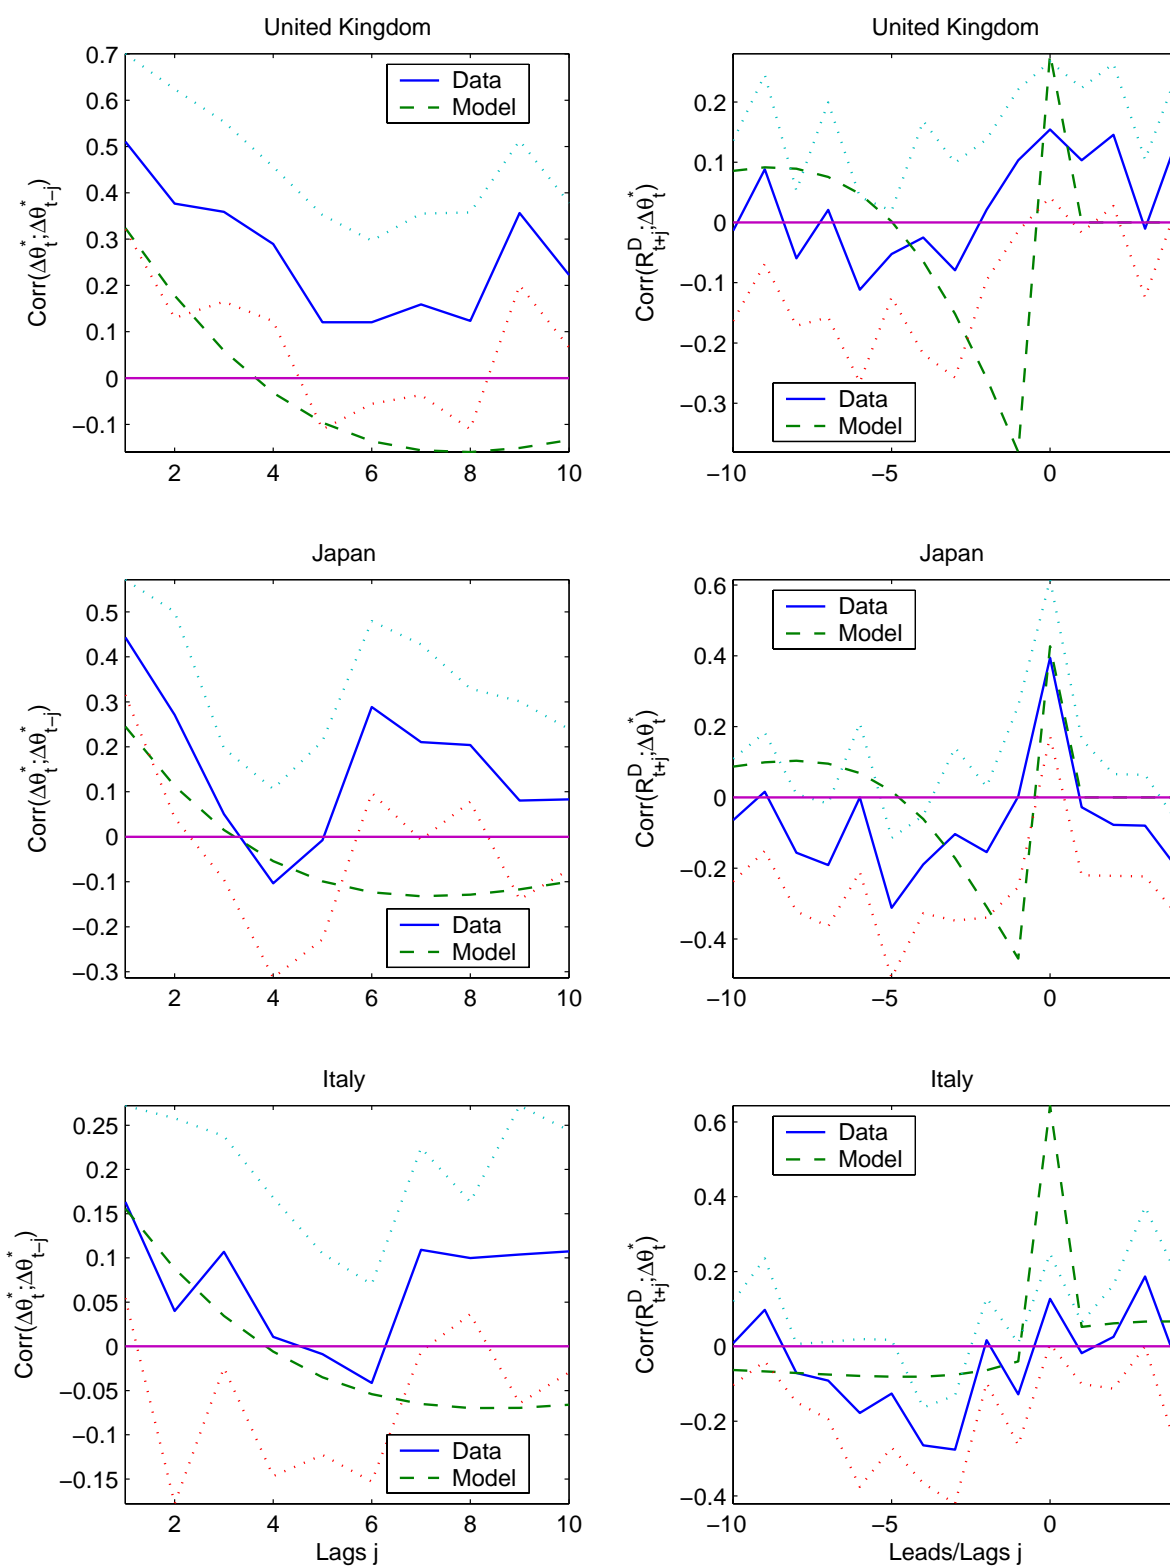 United Kingdom
0.7
0.6
0.5
0.4
0.3
0.2
0.1
0
−0.1
Corr(Δθ*t;Δθ*t−j)
Data
Model
2 4 6 8 10
United Kingdom
0.2
0.1
0
−0.1
−0.2
−0.3
Corr(R^D t+j;Δθ*t)
Data
Model
−10 −5 0
Japan
0.5
0.4
0.3
0.2
0.1
0
−0.1
−0.2
−0.3
Corr(Δθ*t;Δθ*t−j)
Data
Model
2 4 6 8 10
Japan
0.6
0.4
0.2
0
−0.2
−0.4
Corr(R^D t+j;Δθ*t)
Data
Model
−10 −5 0
Italy
0.25
0.2
0.15
0.1
0.05
0
−0.05
−0.1
−0.15
Corr(Δθ*t;Δθ*t−j)
Data
Model
2 4 6 8 10
Lags j
Italy
0.6
0.4
0.2
0
−0.2
−0.4
Corr(R^D t+j;Δθ*t)
Data
Model
−10 −5 0
Leads/Lags j